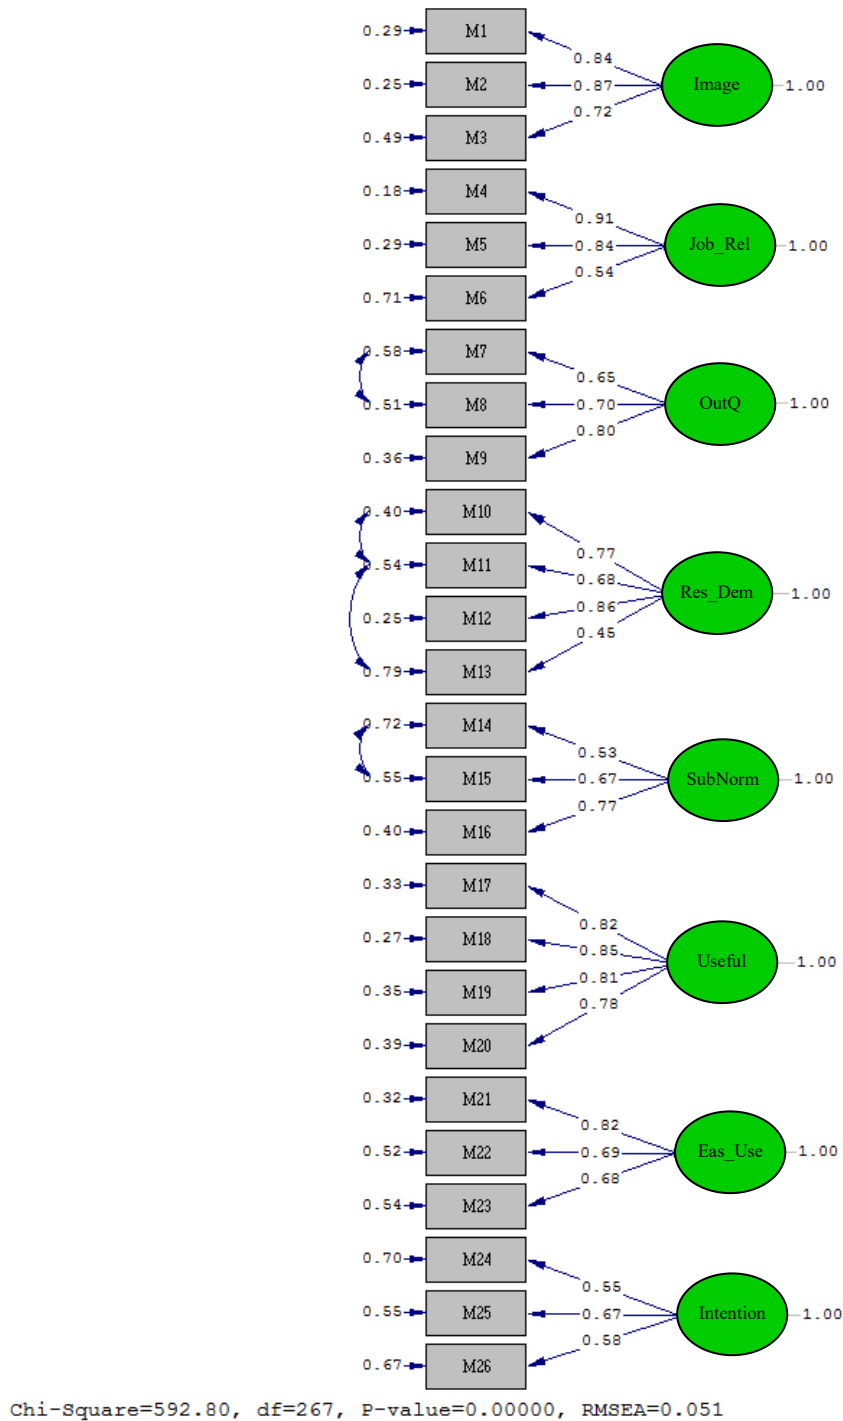 0.29 M1
0.84
Image 1.00
0.25 M2 0.87
0.72
0.49 M3
0.18 M4
0.91
0.29 M5 0.84 Job_Rel 1.00
0.54
0.71 M6
0.58 M7
0.65
0.51 M8 0.70 OutQ 1.00
0.80
0.36 M9
0.40 M10
0.77
0.54 M11
0.68
Res_Dem 1.00
0.86
0.25 M12
0.45
0.79 M13
0.72 M14
0.53
0.55 M15 0.67 SubNorm 1.00
0.77
0.40 M16
0.33 M17
0.82
0.27 M18
0.85
Useful 1.00
0.81
0.35 M19
0.78
0.39 M20
0.32 M21
0.82
0.52 M22 0.69 Eas_Use 1.00
0.68
0.54 M23
0.70 M24
0.55
0.55 M25 0.67 Intention 1.00
0.58
0.67 M26
Chi-Square=592.80, df=267, P-value=0.00000, RMSEA=0.051